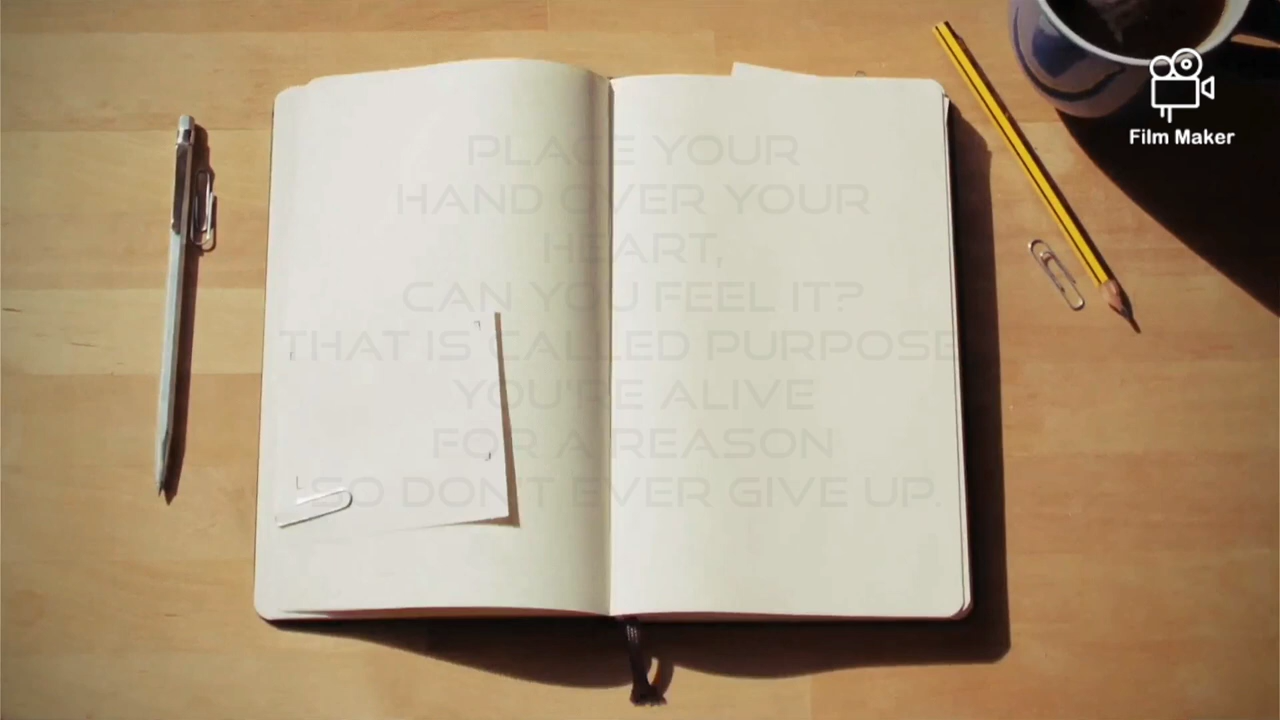 Film Maker
PLACE YOUR
HAND OVER YOUR
HEART,
CAN YOU FEEL IT?
THAT IS CALLED PURPOSE
YOU'RE ALIVE
FOR A REASON
SO DON'T EVER GIVE UP.